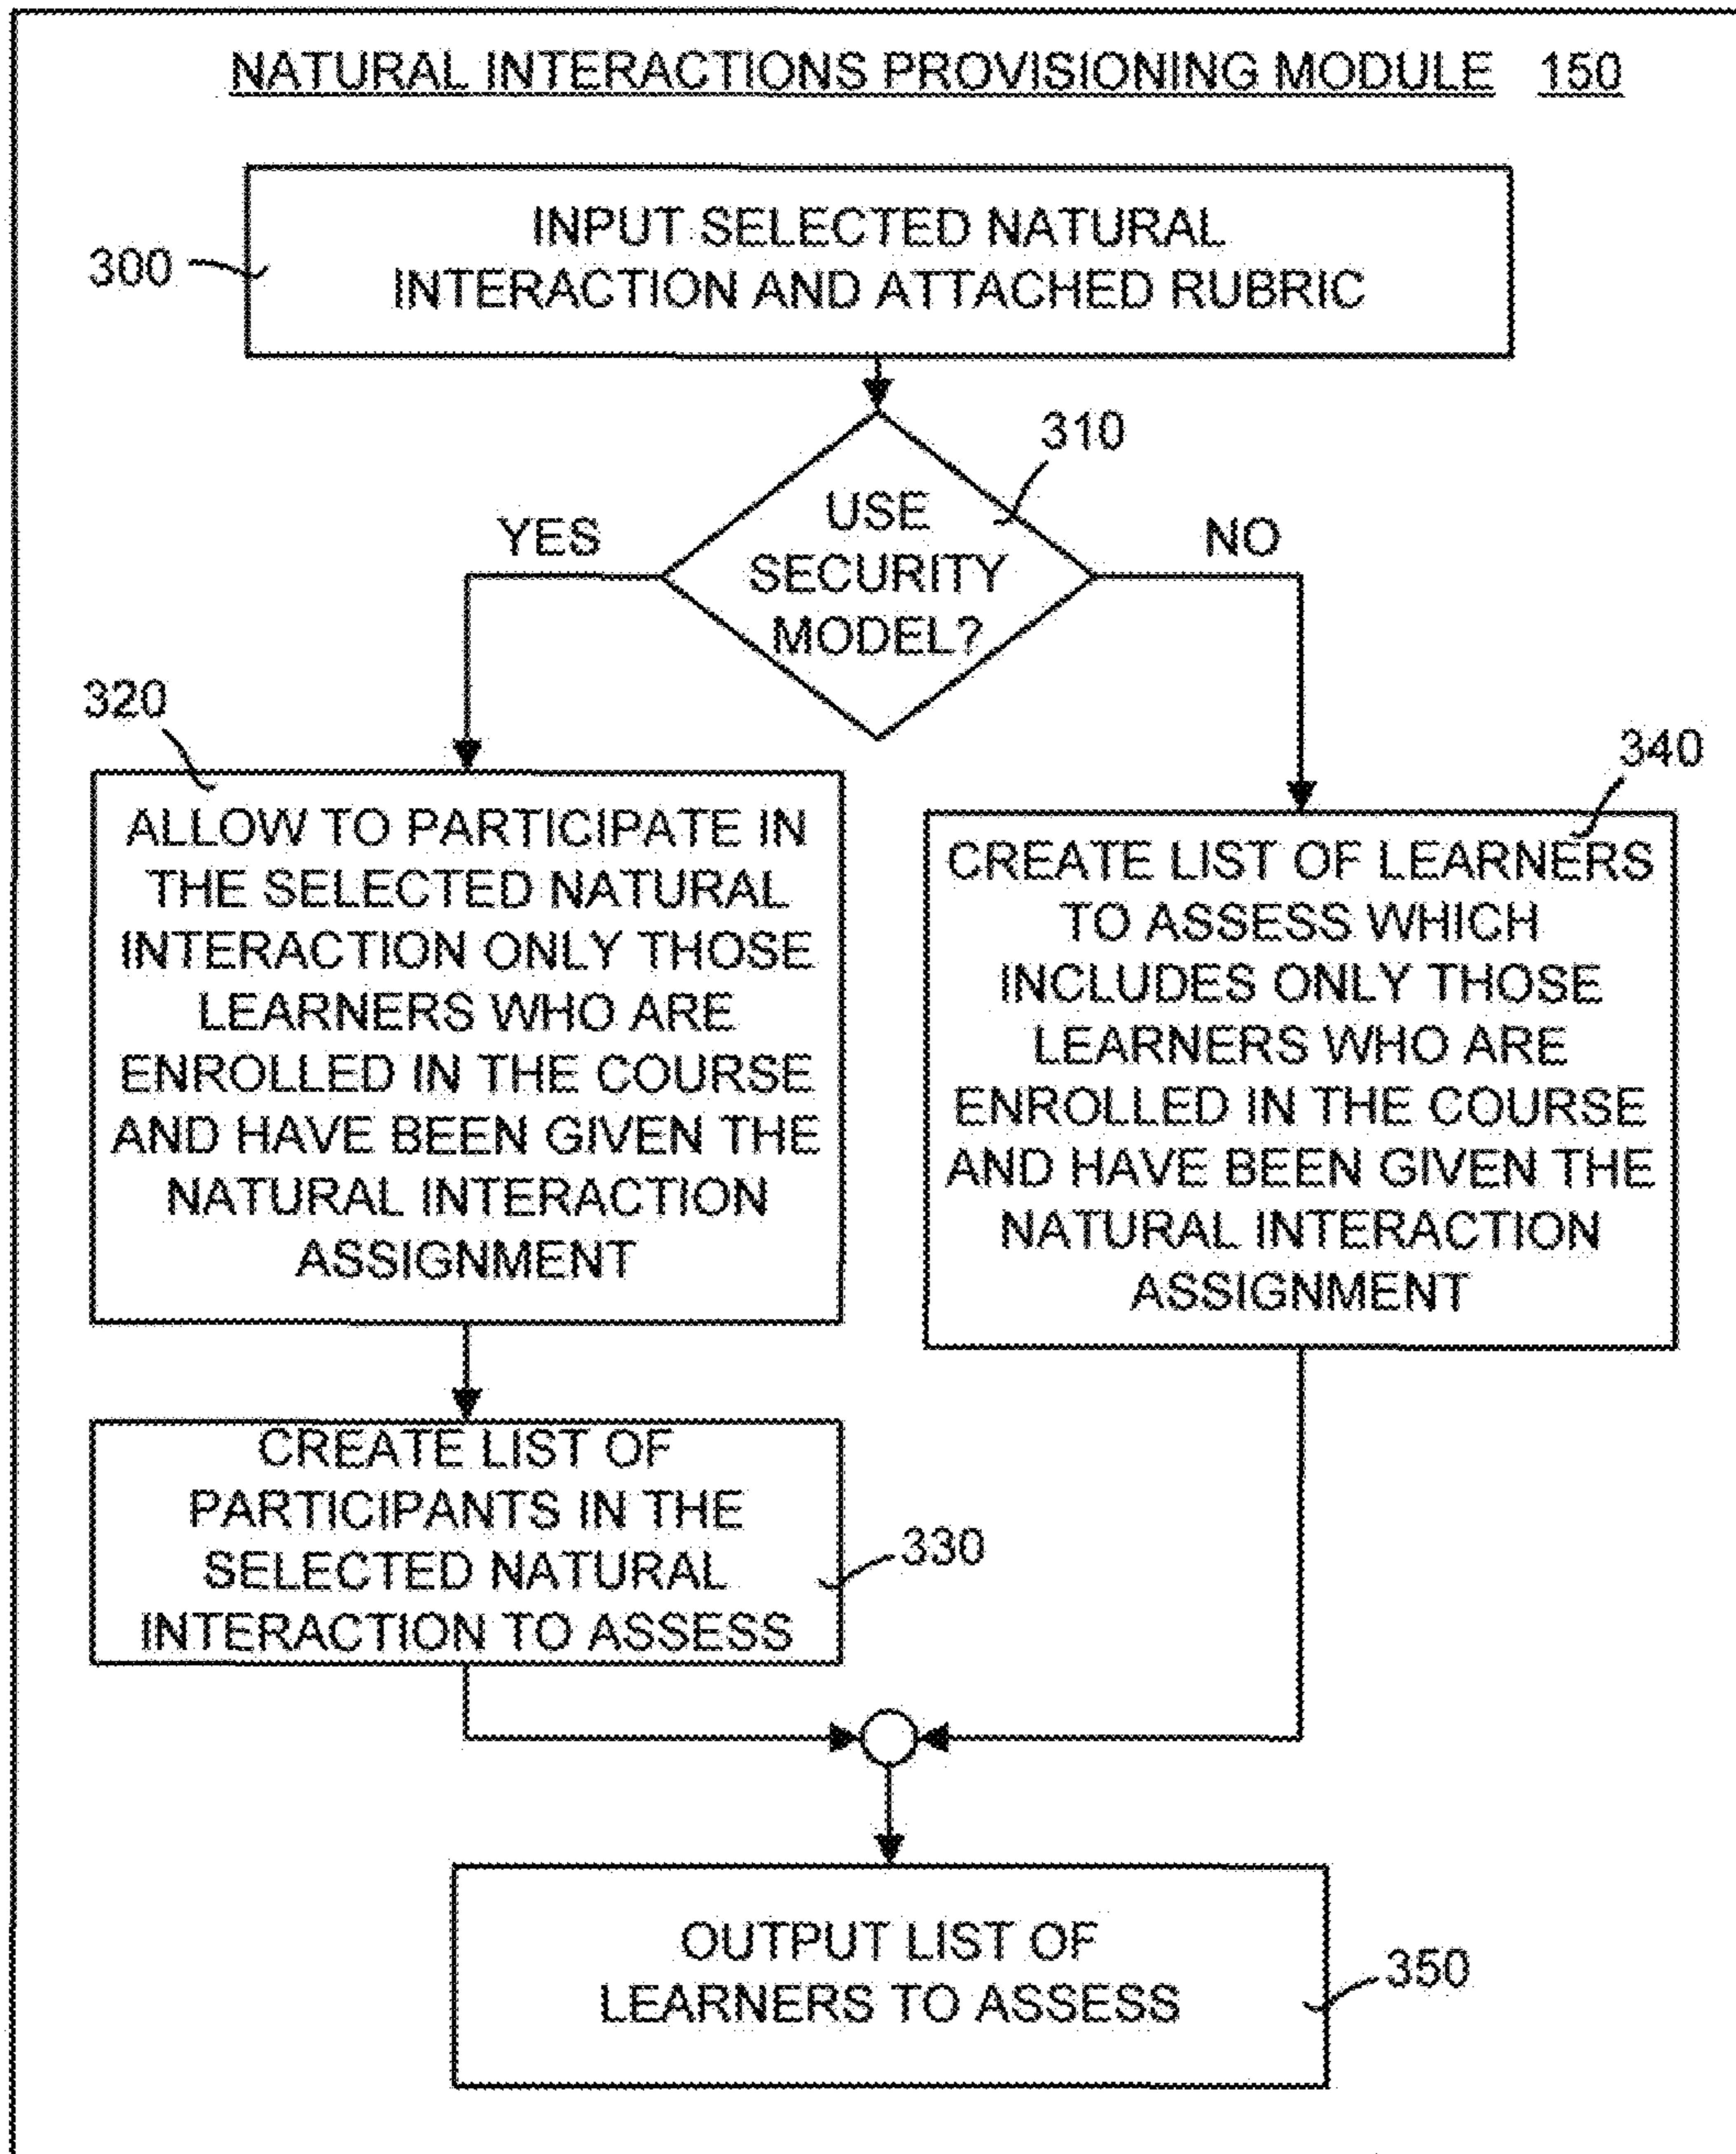 NATURAL INTERACTIONS PROVISIONING MODULE 150
300
INPUT SELECTED NATURAL
INTERACTION AND ATTACHED RUBRIC
310
USE
SECURITY
MODEL?
YES
NO
320
ALLOW TO PARTICIPATE IN
THE SELECTED NATURAL
INTERACTION ONLY THOSE
LEARNERS WHO ARE
ENROLLED IN THE COURSE
AND HAVE BEEN GIVEN THE
NATURAL INTERACTION
ASSIGNMENT
340
CREATE LIST OF LEARNERS
TO ASSESS WHICH
INCLUDES ONLY THOSE
LEARNERS WHO ARE
ENROLLED IN THE COURSE
AND HAVE BEEN GIVEN THE
NATURAL INTERACTION
ASSIGNMENT
CREATE LIST OF
PARTICIPANTS IN THE
SELECTED NATURAL
INTERACTION TO ASSESS
330
OUTPUT LIST OF
LEARNERS TO ASSESS
350